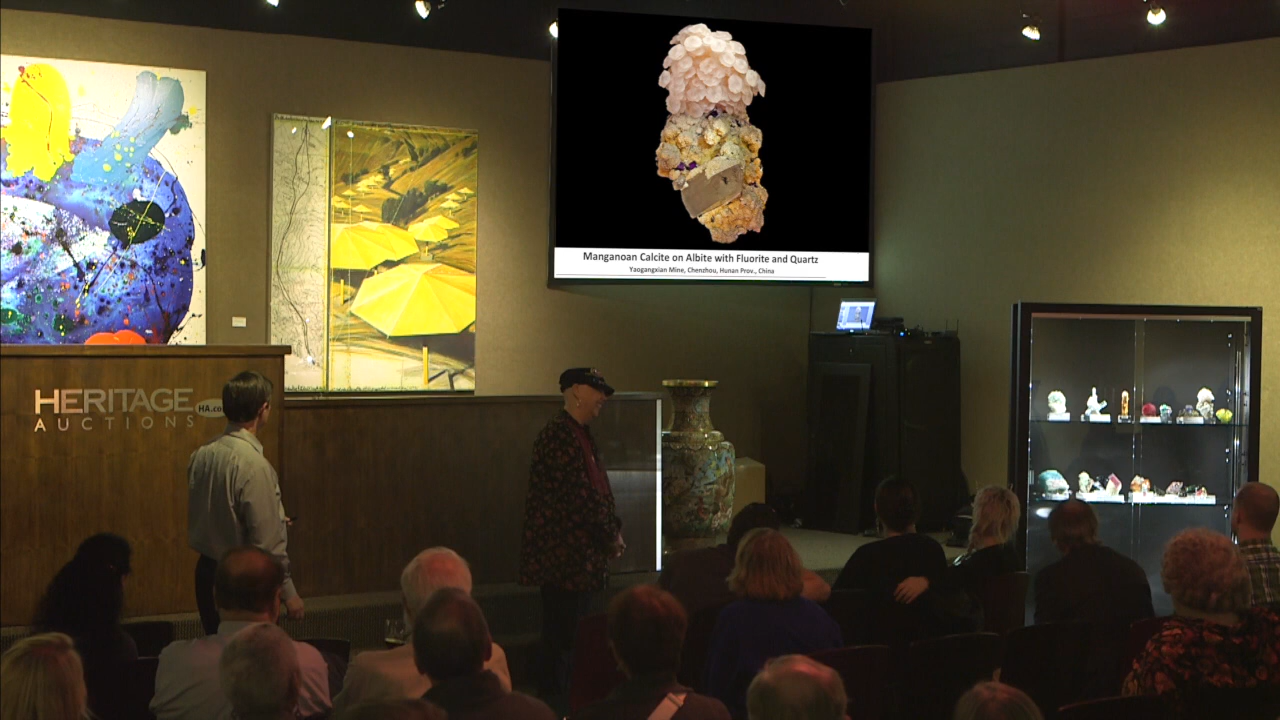 Manganoan Calcite on Albite with Fluorite and Quartz
Yaogangxian Mine, Chenzhou, Hunan Prov., China
HERITAGE
HA.com
AUCTIONS